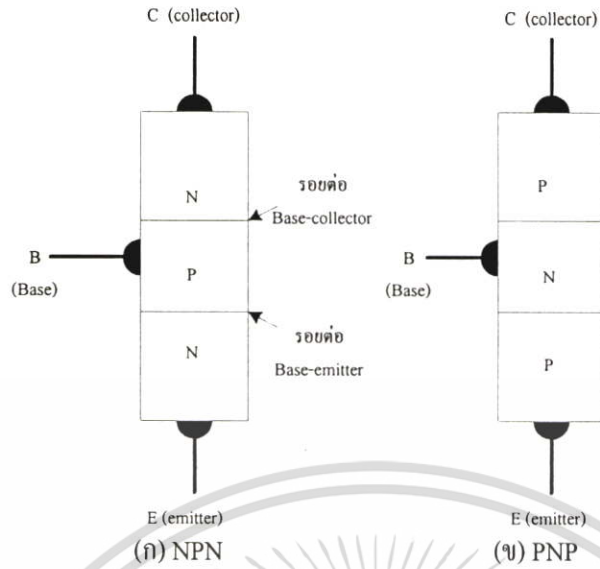 C (collector)
N
รอยต่อ
Base-collector
B
(Base)
P
รอยต่อ
Base-emitter
N
E (emitter)
(ก) NPN
C (collector)
P
B
(Base)
N
P
E (emitter)
(ข) PNP